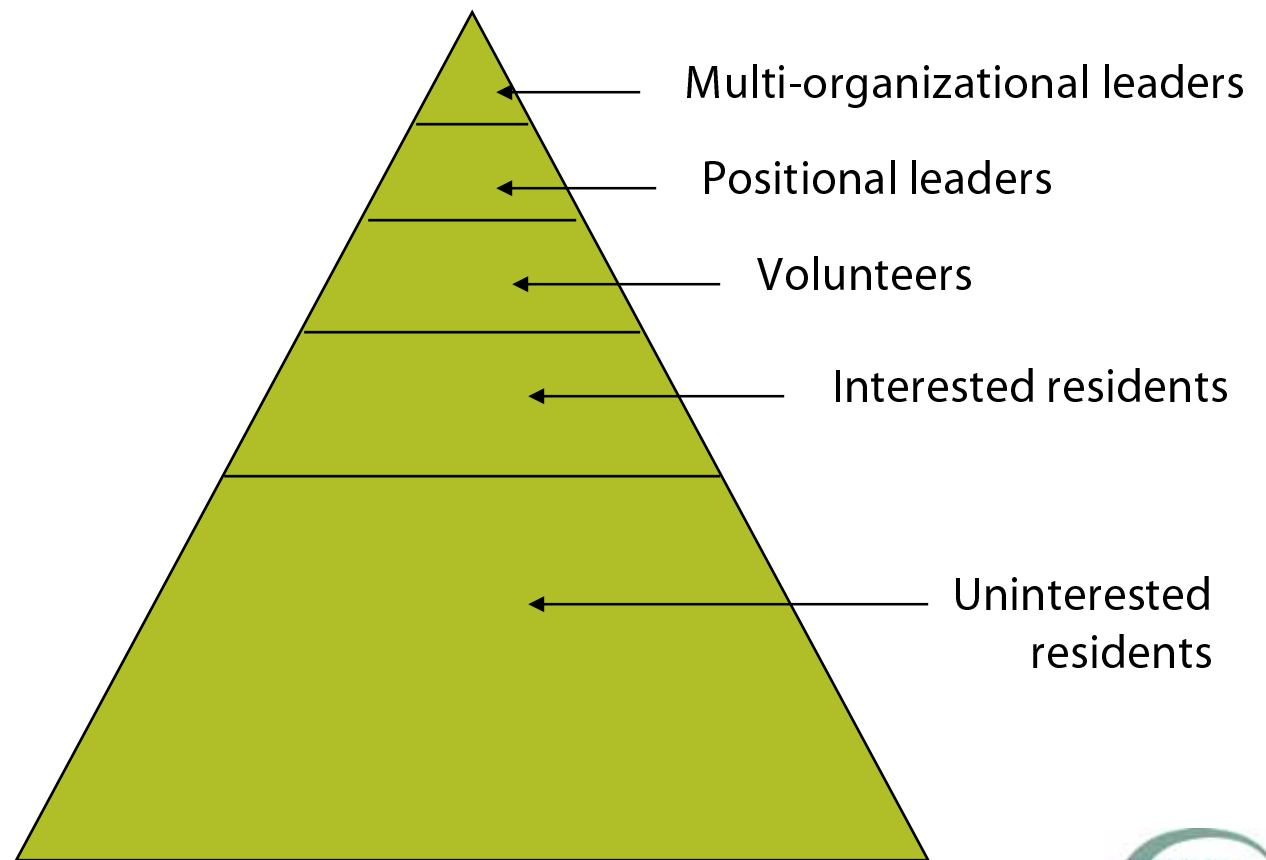 Multi-organizational leaders
Positional leaders
Volunteers
Interested residents
Uninterested
residents